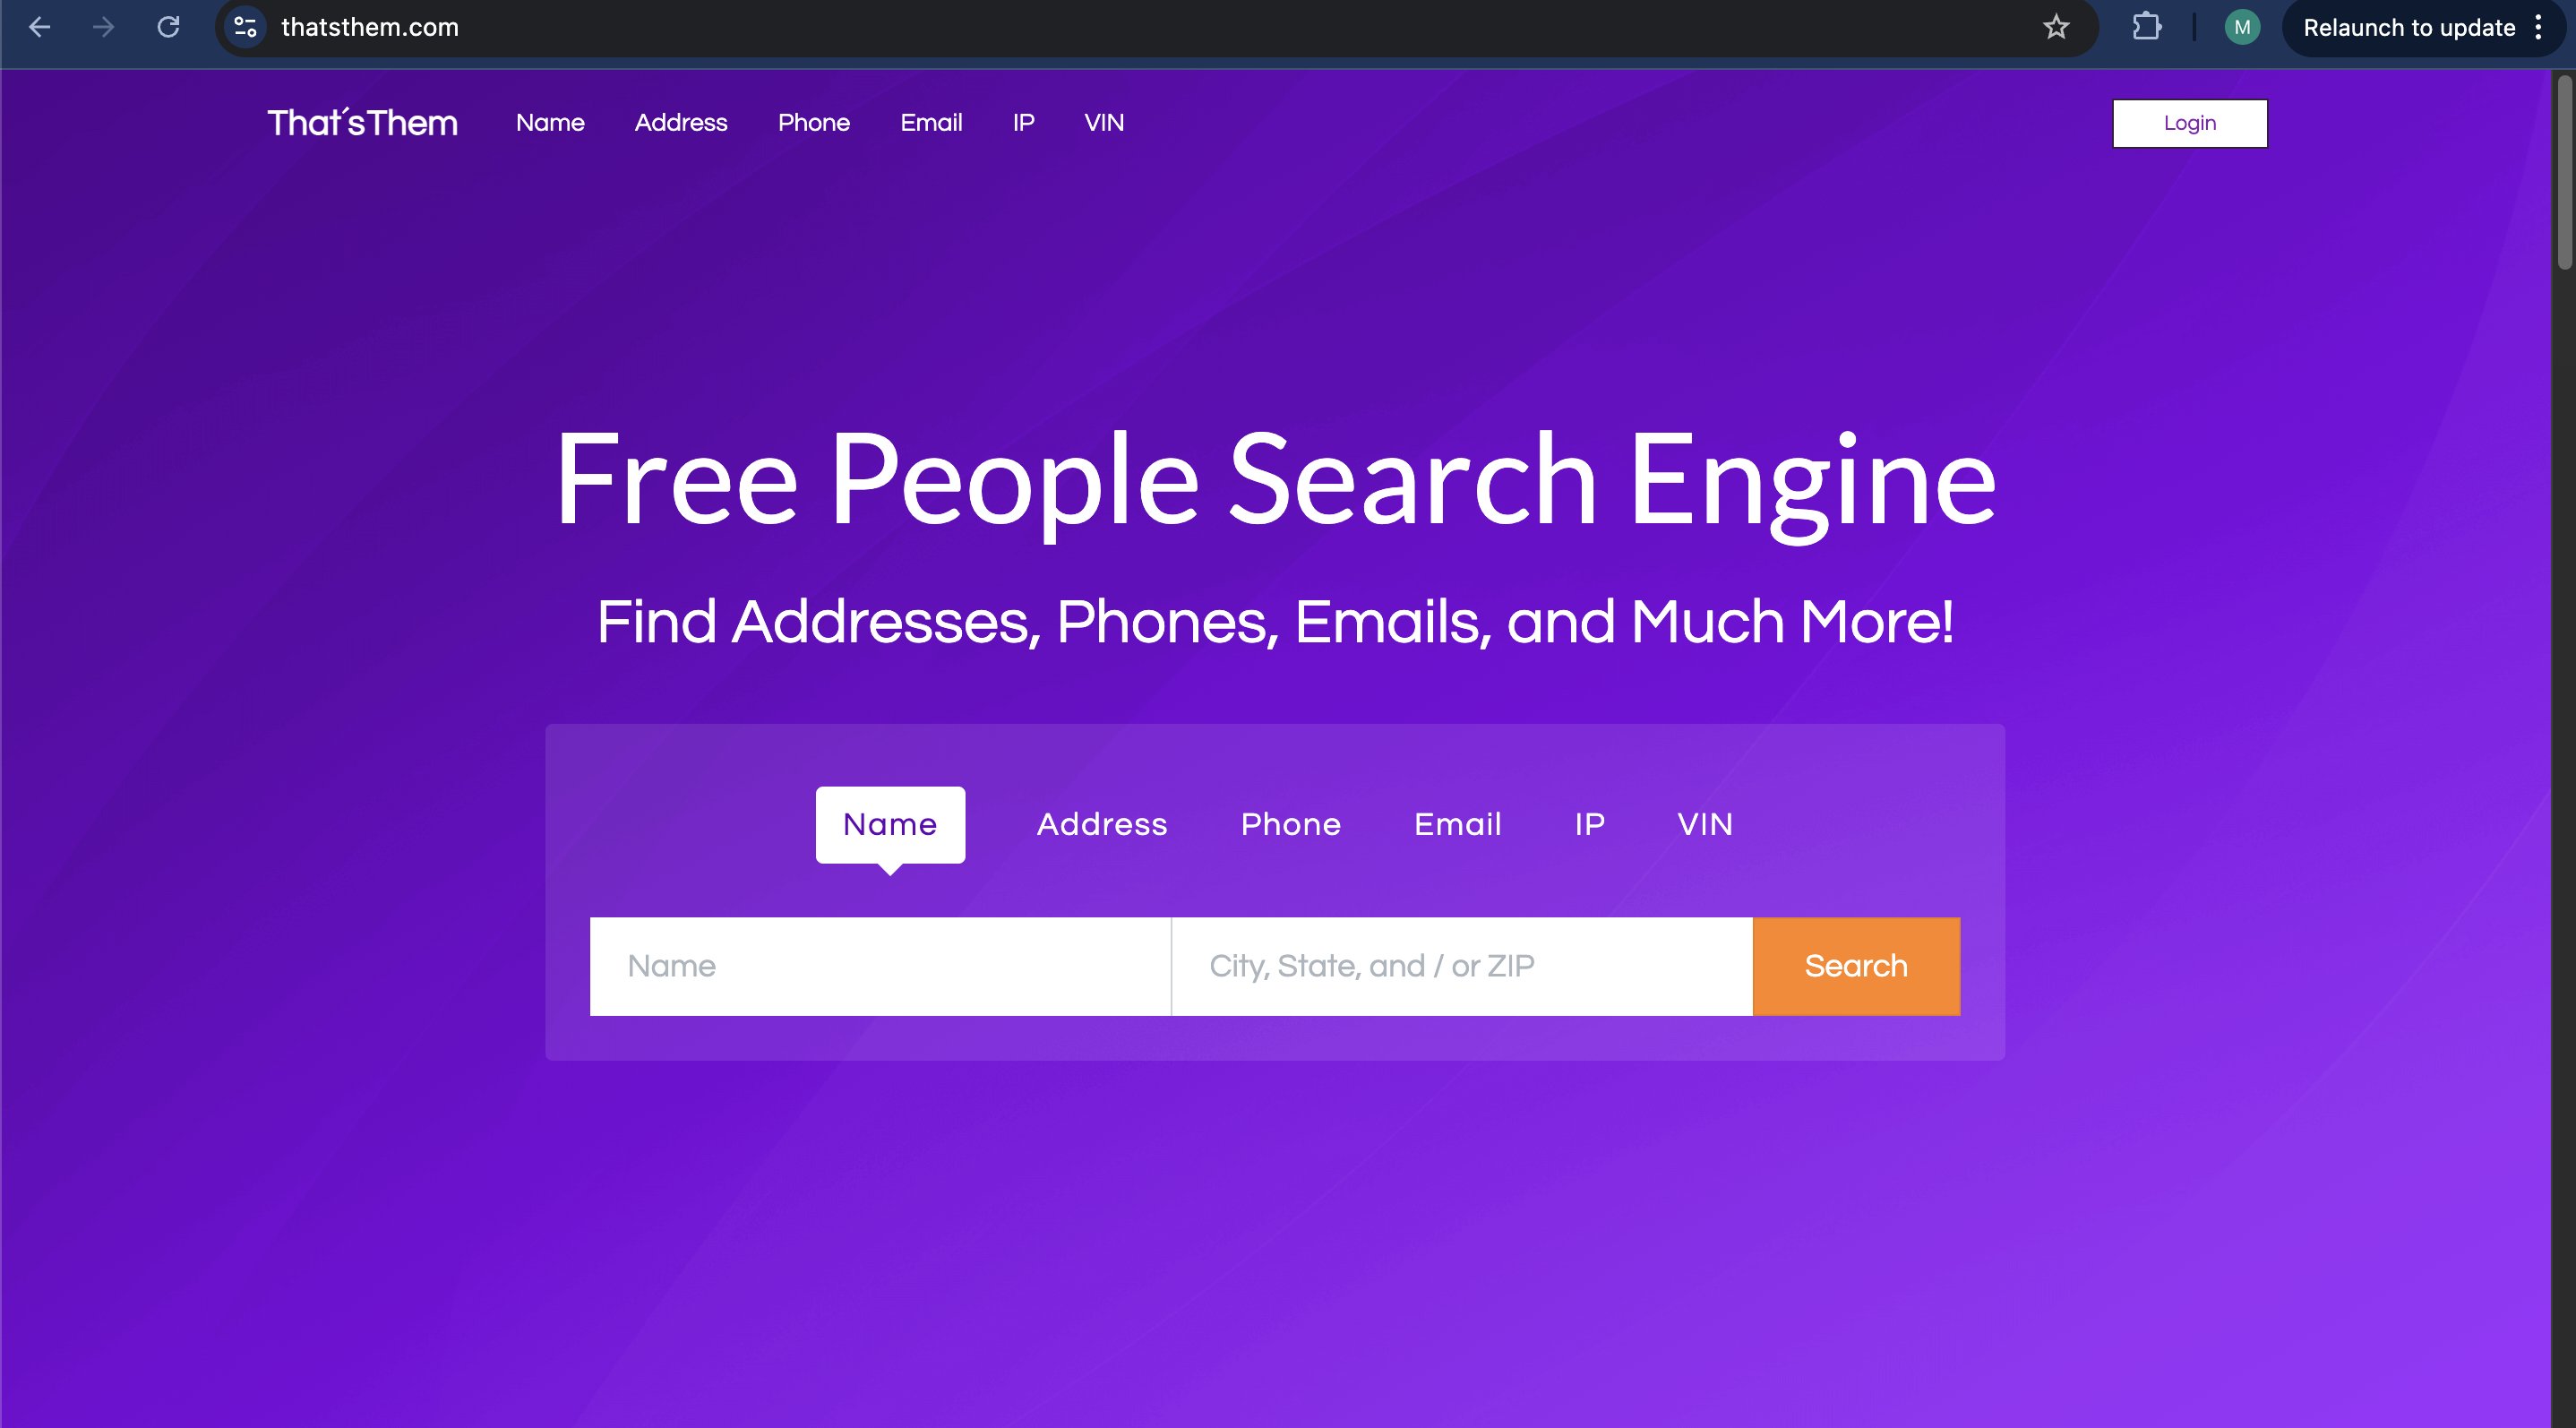 thatsthem.com
M
Relaunch to update
That´sThem Name Address Phone Email IP VIN
Login
Free People Search Engine
Find Addresses, Phones, Emails, and Much More!
Name Address Phone Email IP VIN
Name City, State, and / or ZIP Search